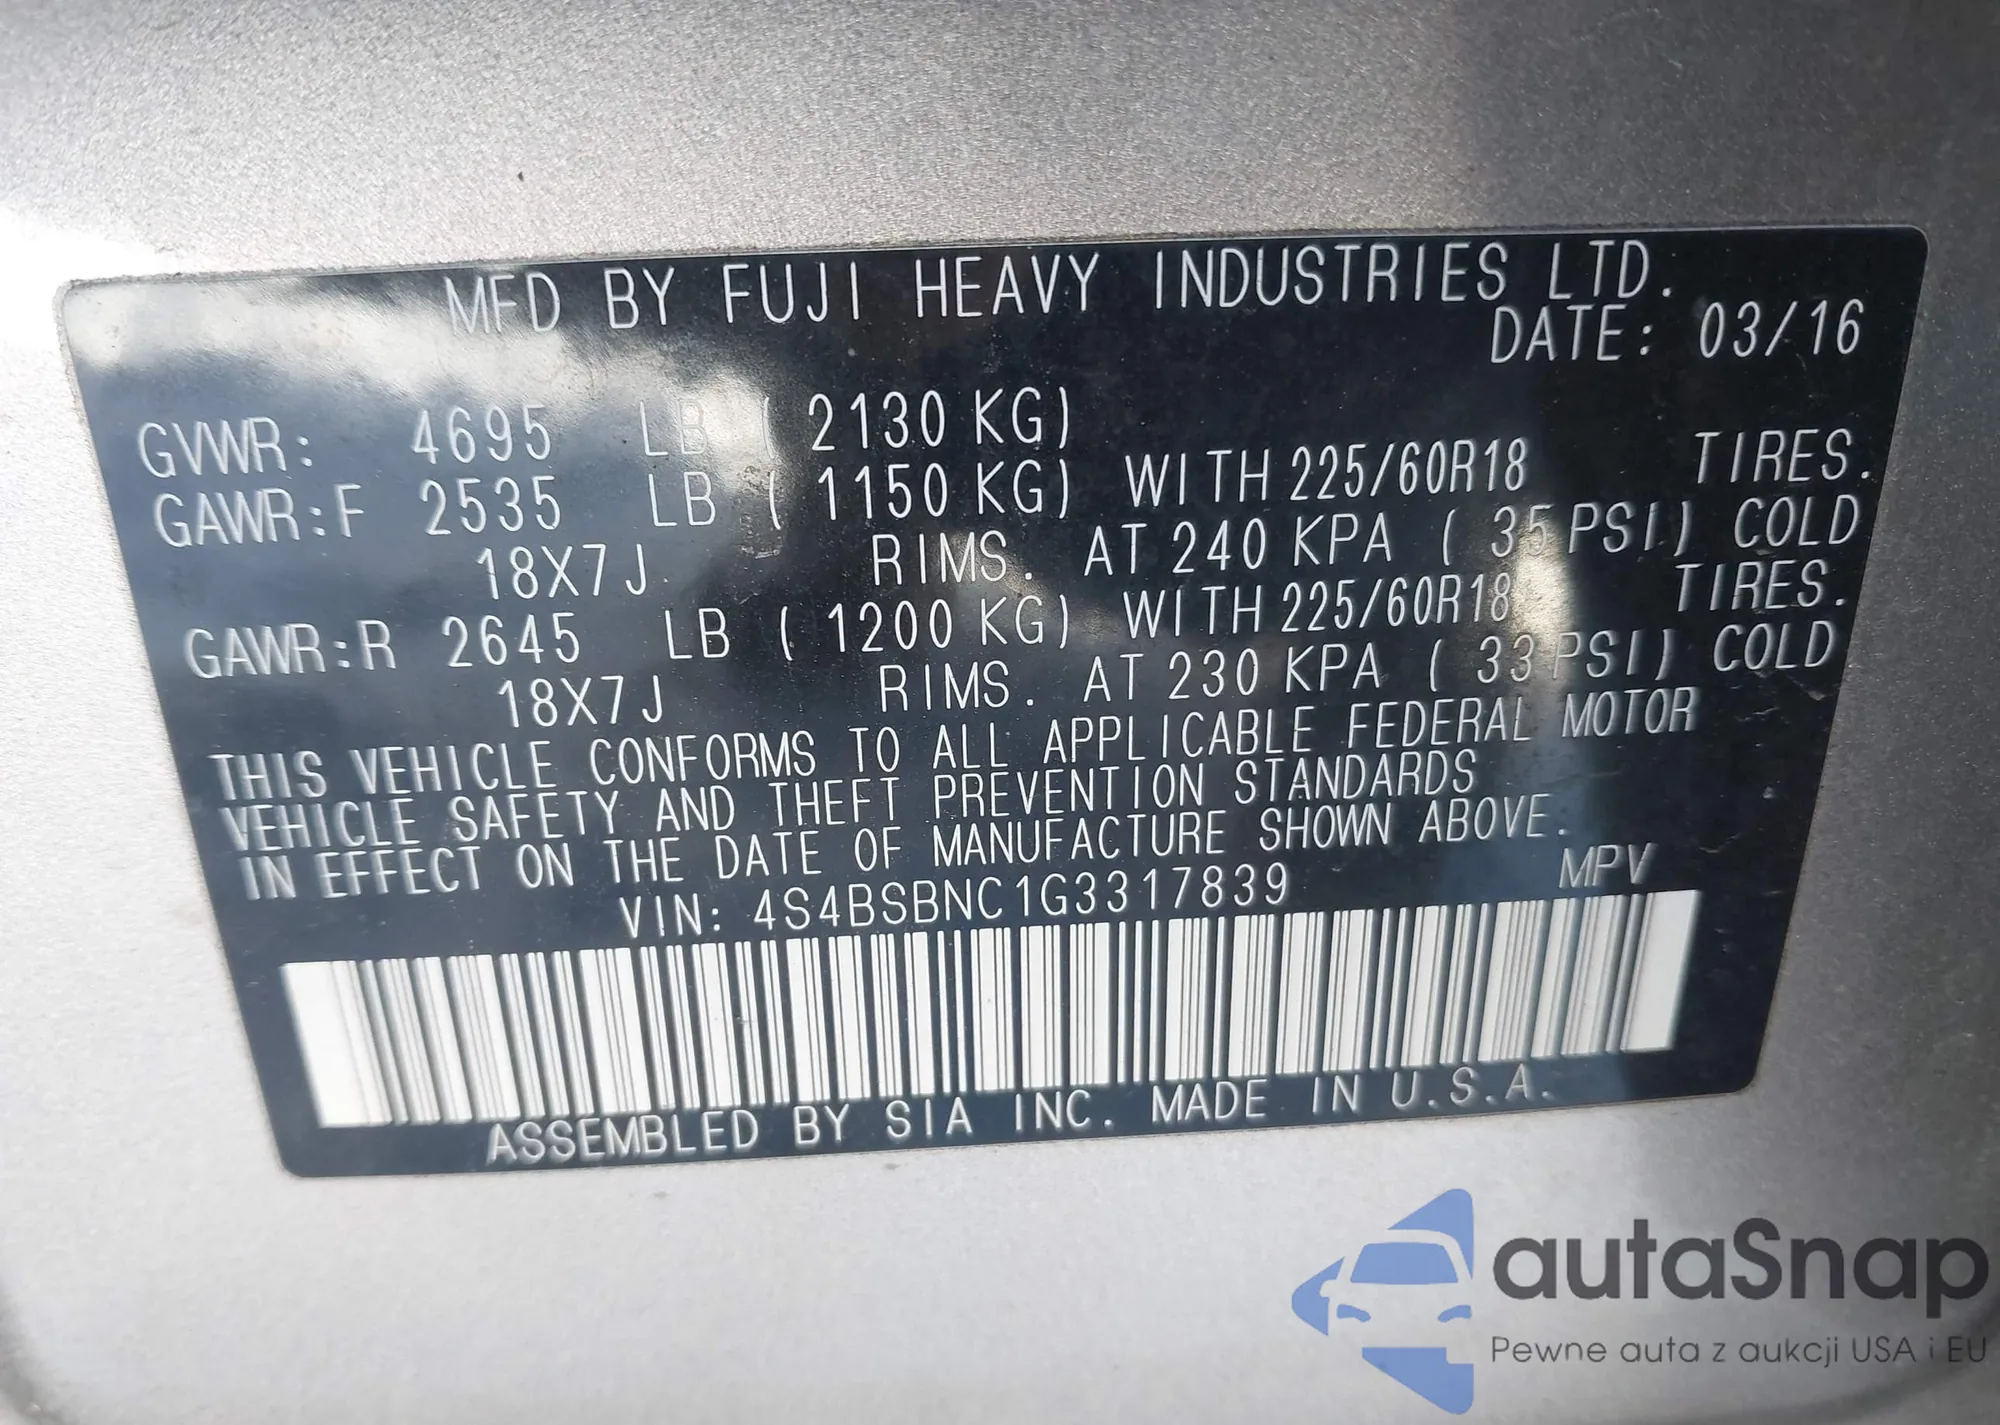 MFD BY FUJI HEAVY INDUSTRIES LTD.
DATE: 03/16
GVWR: 4695 LB ( 2130 KG)
GAWR:F 2535 LB ( 1150 KG) WITH 225/60R18 TIRES.
18X7J RIMS. AT 240 KPA ( 35 PSI) COLD
GAWR:R 2645 LB ( 1200 KG) WITH 225/60R18 TIRES.
18X7J RIMS. AT 230 KPA ( 33 PSI) COLD
THIS VEHICLE CONFORMS TO ALL APPLICABLE FEDERAL MOTOR
VEHICLE SAFETY AND THEFT PREVENTION STANDARDS
IN EFFECT ON THE DATE OF MANUFACTURE SHOWN ABOVE.
VIN: 4S4BSBNC1G3317839 MPV
ASSEMBLED BY SIA INC. MADE IN U.S.A.
autaSnap
Pewne auta z aukcji USA i EU